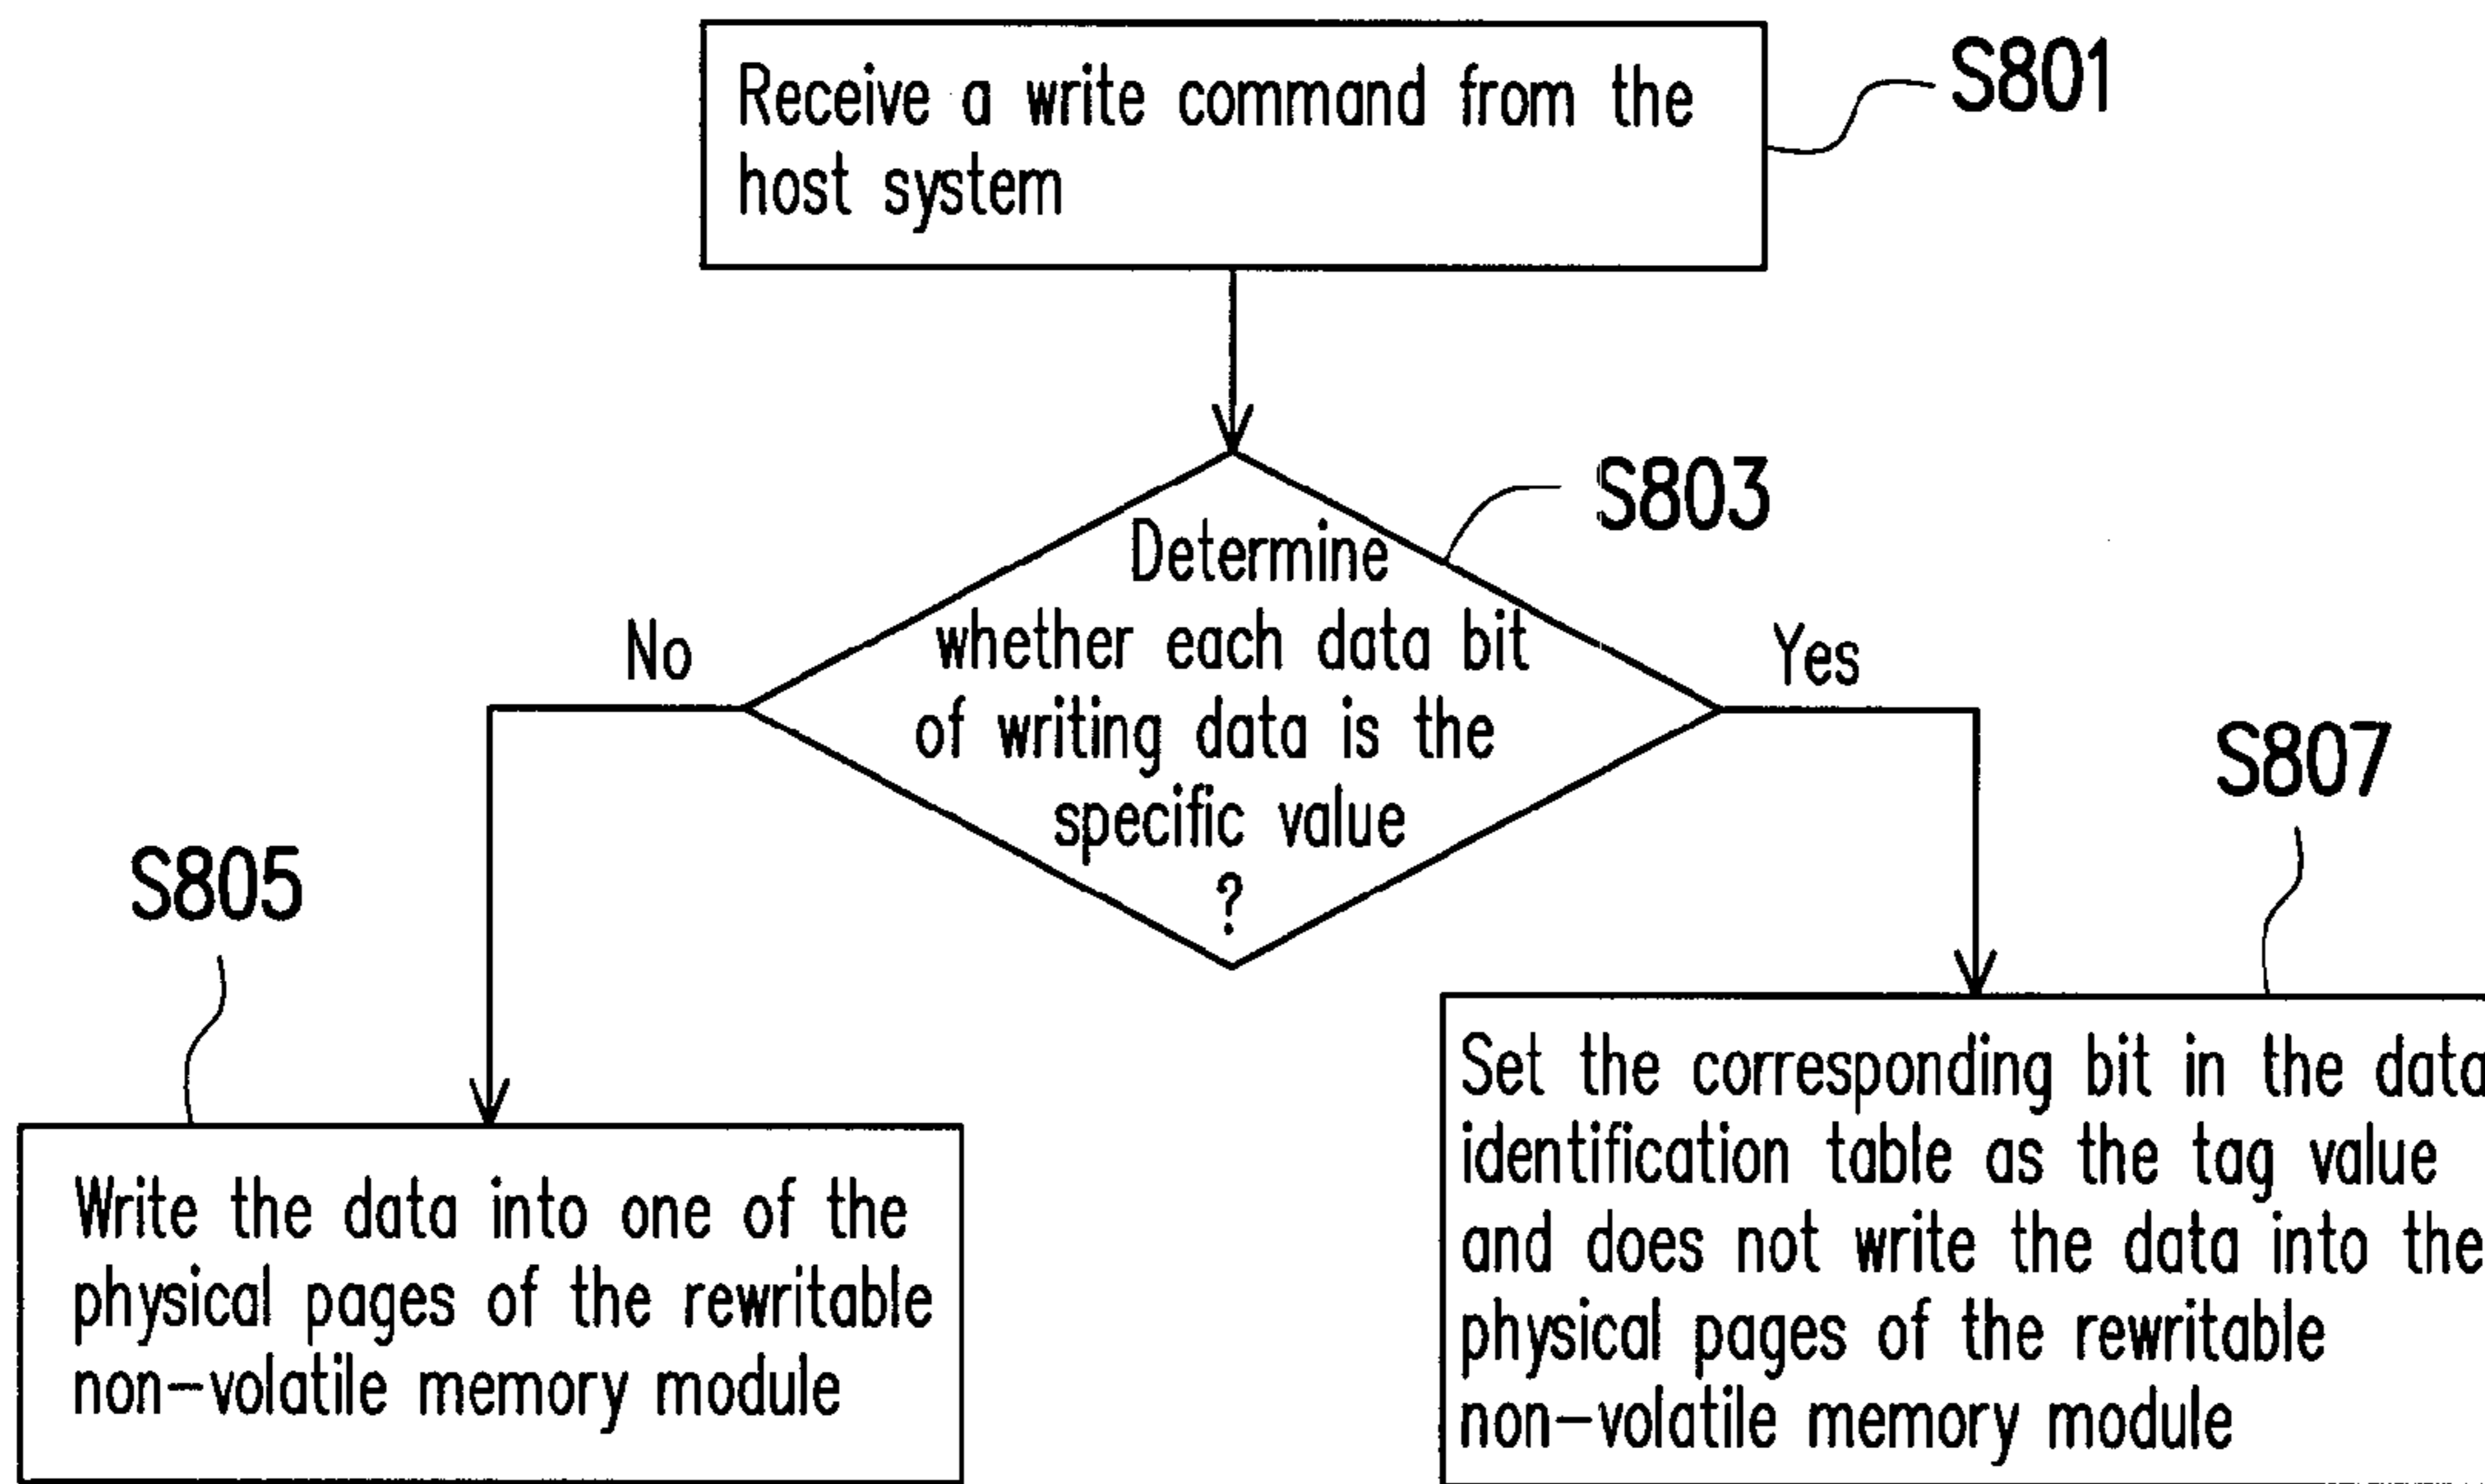 Receive a write command from the
host system
S801
S803
Determine
whether each data bit
of writing data is the
specific value
?
No
Yes
S805
S807
Write the data into one of the
physical pages of the rewritable
non-volatile memory module
Set the corresponding bit in the data
identification table as the tag value
and does not write the data into the
physical pages of the rewritable
non-volatile memory module